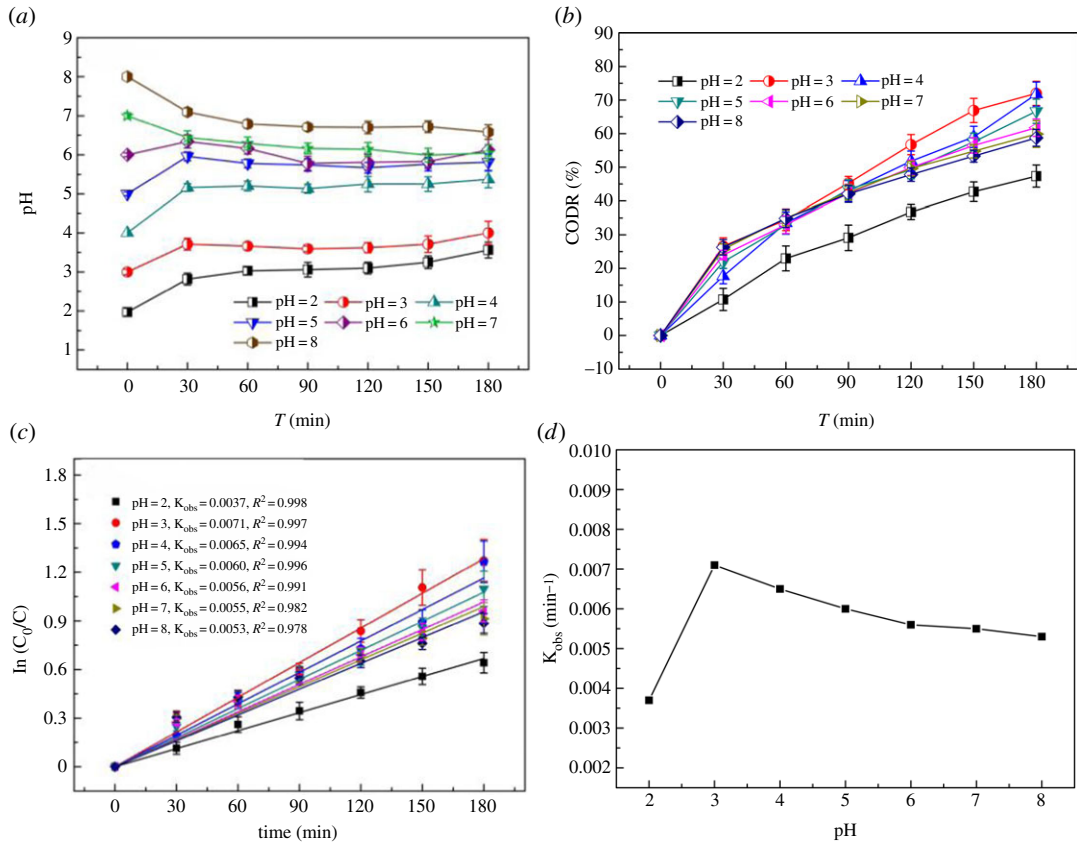 (a)
9
8
7
6
5
4
3
2
1
pH
pH = 2 pH = 3 pH = 4
pH = 5 pH = 6 pH = 7
pH = 8
0 30 60 90 120 150 180
T (min)
(b)
90
80
70
60
50
40
30
20
10
0
–10
CODR (%)
pH = 2 pH = 3 pH = 4
pH = 5 pH = 6 pH = 7
pH = 8
0 30 60 90 120 150 180
T (min)
(c)
1.8
1.5
1.2
0.9
0.6
0.3
0
In (C₀/C)
pH = 2, Kobs = 0.0037, R² = 0.998
pH = 3, Kobs = 0.0071, R² = 0.997
pH = 4, Kobs = 0.0065, R² = 0.994
pH = 5, Kobs = 0.0060, R² = 0.996
pH = 6, Kobs = 0.0056, R² = 0.991
pH = 7, Kobs = 0.0055, R² = 0.982
pH = 8, Kobs = 0.0053, R² = 0.978
0 30 60 90 120 150 180
time (min)
(d)
0.010
0.009
0.008
0.007
0.006
0.005
0.004
0.003
0.002
Kobs (min⁻¹)
2 3 4 5 6 7 8
pH